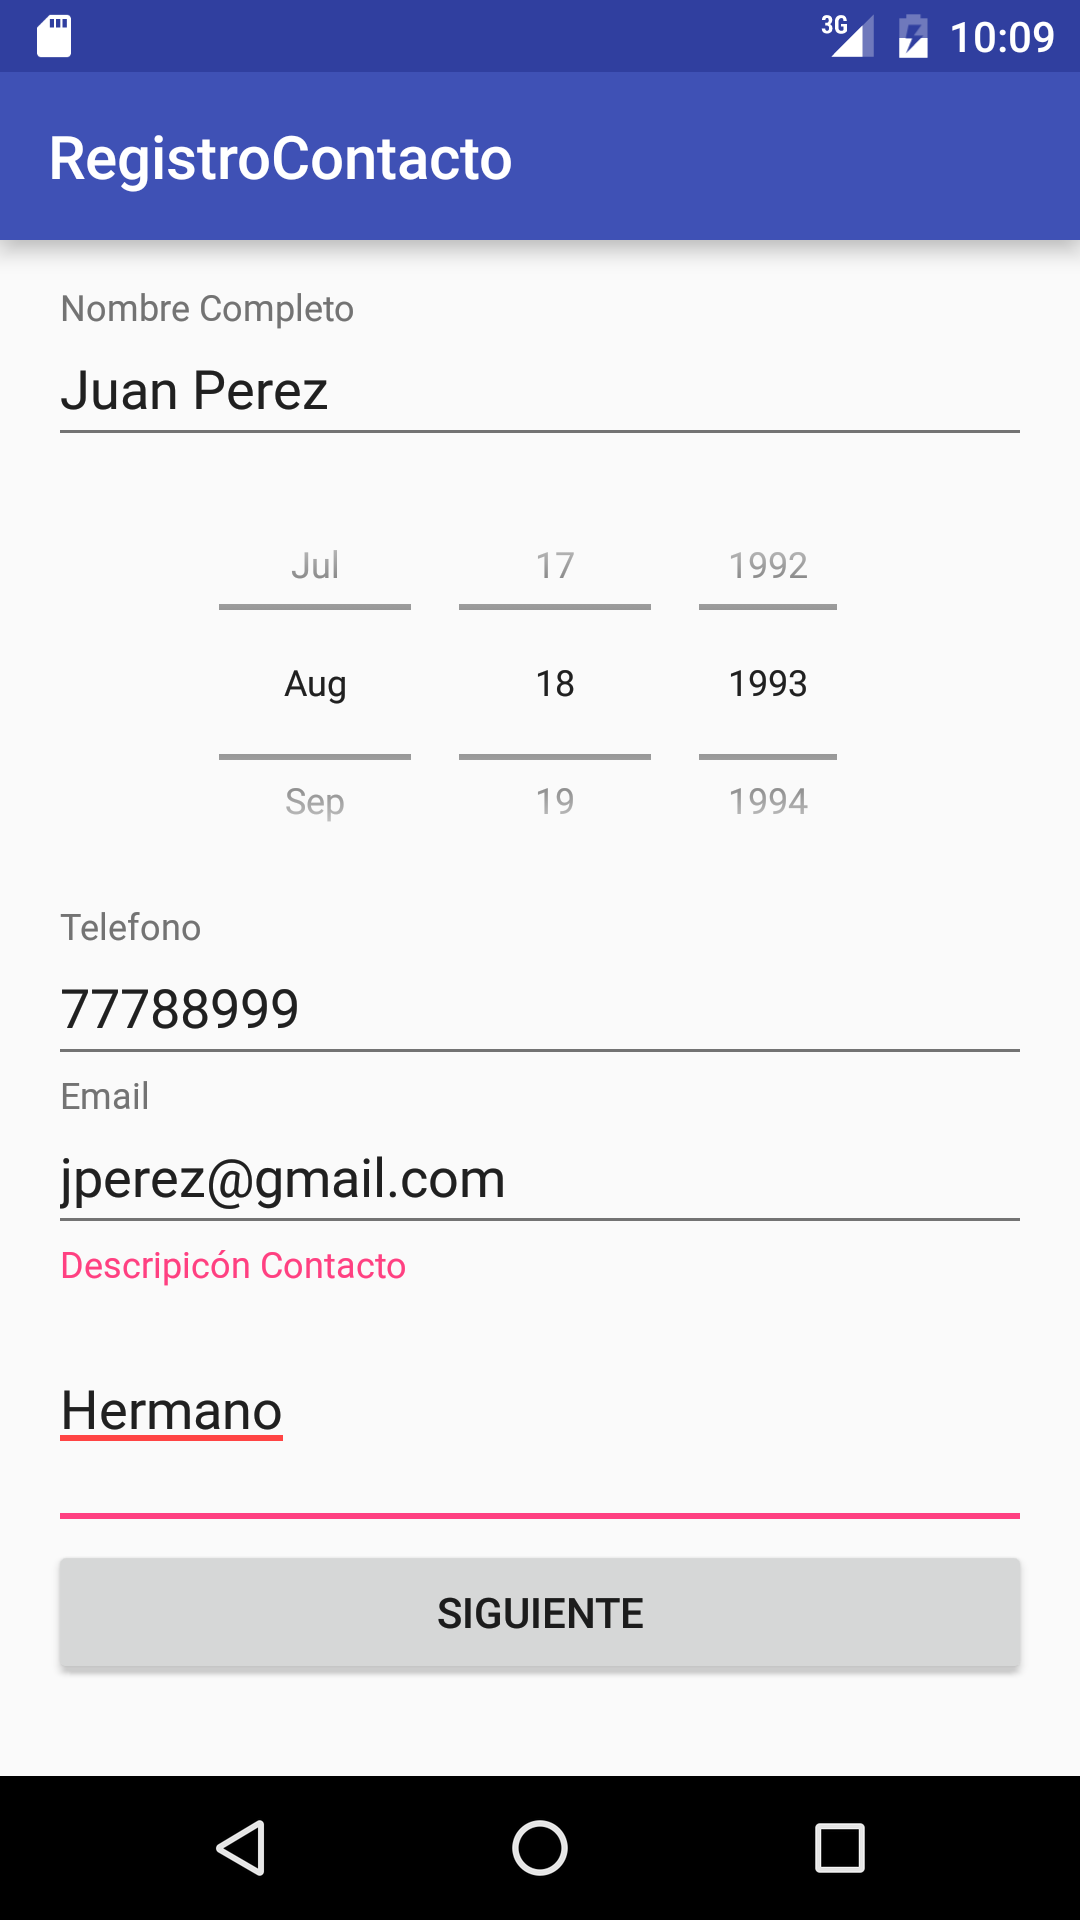 3G 10:09
RegistroContacto
Nombre Completo
Juan Perez
Jul 17 1992
Aug 18 1993
Sep 19 1994
Telefono
77788999
Email
jperez@gmail.com
Descripicón Contacto
Hermano
SIGUIENTE